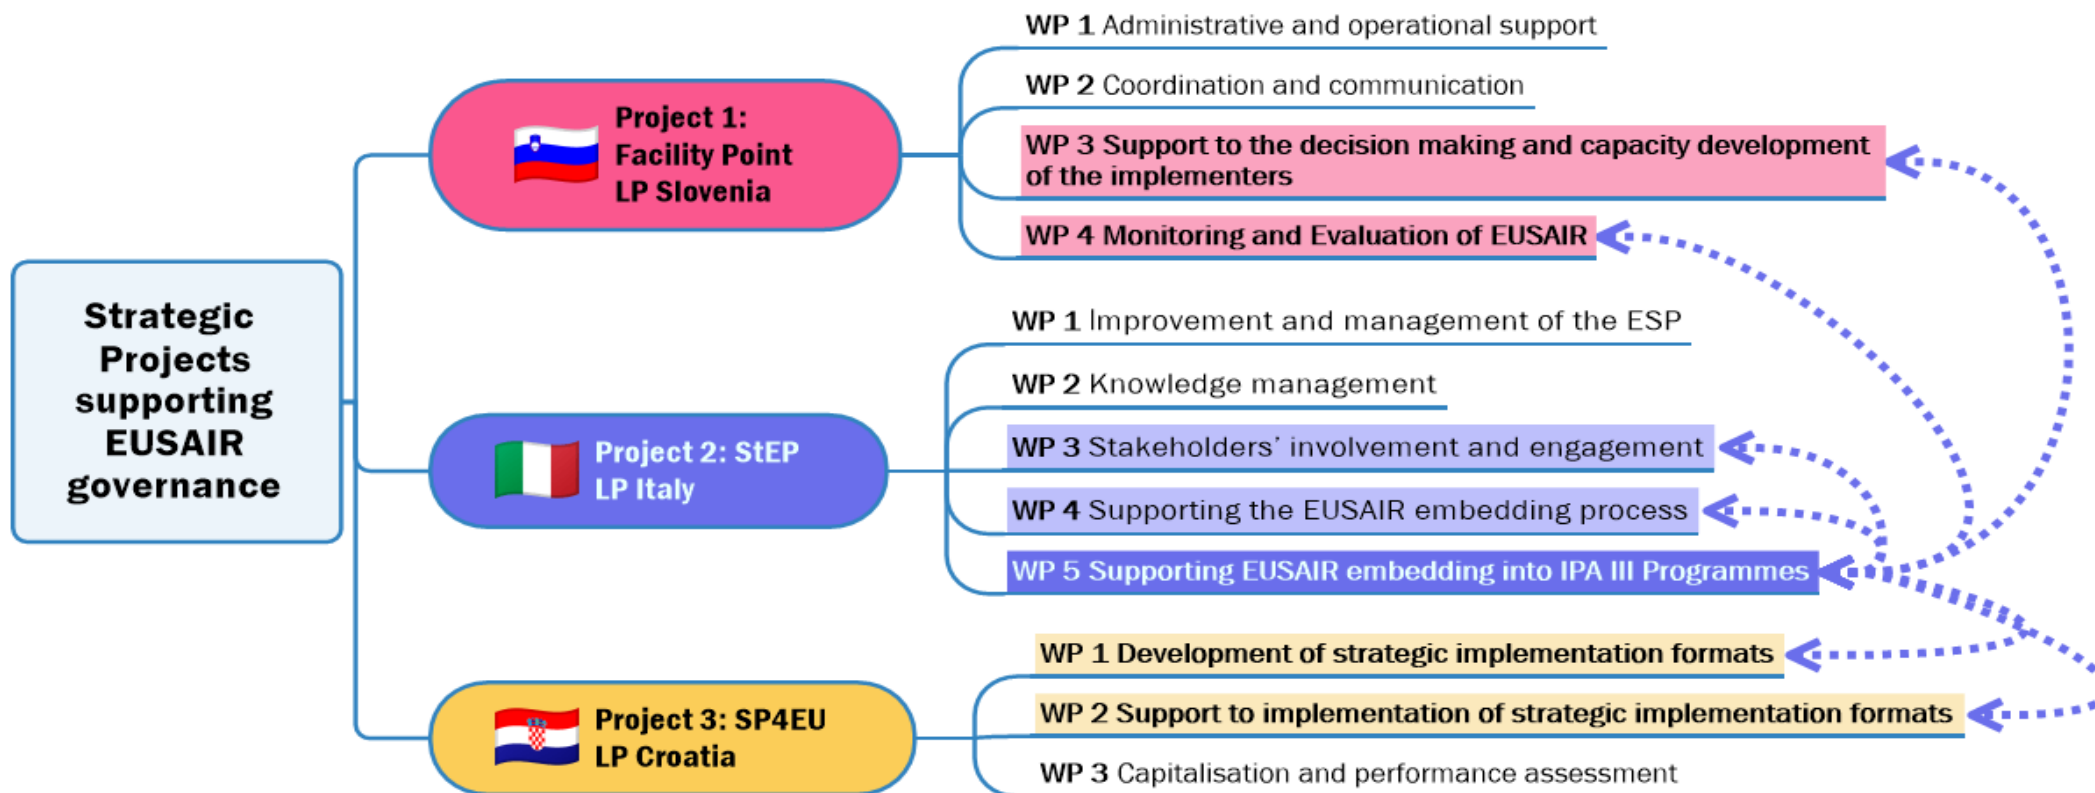 Strategic
Projects
supporting
EUSAIR
governance
Project 1:
Facility Point
LP Slovenia
WP 1 Administrative and operational support
WP 2 Coordination and communication
WP 3 Support to the decision making and capacity development
of the implementers
WP 4 Monitoring and Evaluation of EUSAIR
Project 2: StEP
LP Italy
WP 1 Improvement and management of the ESP
WP 2 Knowledge management
WP 3 Stakeholders’ involvement and engagement
WP 4 Supporting the EUSAIR embedding process
WP 5 Supporting EUSAIR embedding into IPA III Programmes
Project 3: SP4EU
LP Croatia
WP 1 Development of strategic implementation formats
WP 2 Support to implementation of strategic implementation formats
WP 3 Capitalisation and performance assessment